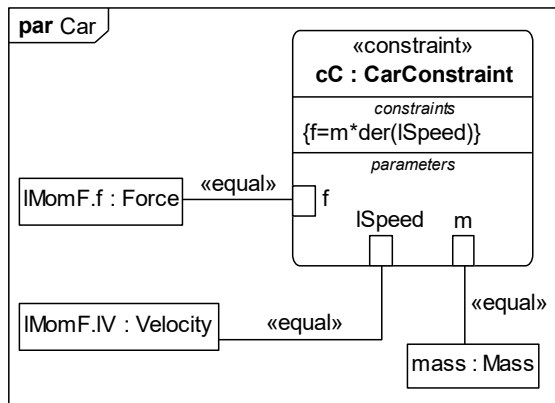 par Car
«constraint»
cC : CarConstraint
constraints
{f=m*der(lSpeed)}
parameters
«equal»
lMomF.f : Force
f
lSpeed
m
«equal»
lMomF.lV : Velocity
«equal»
mass : Mass